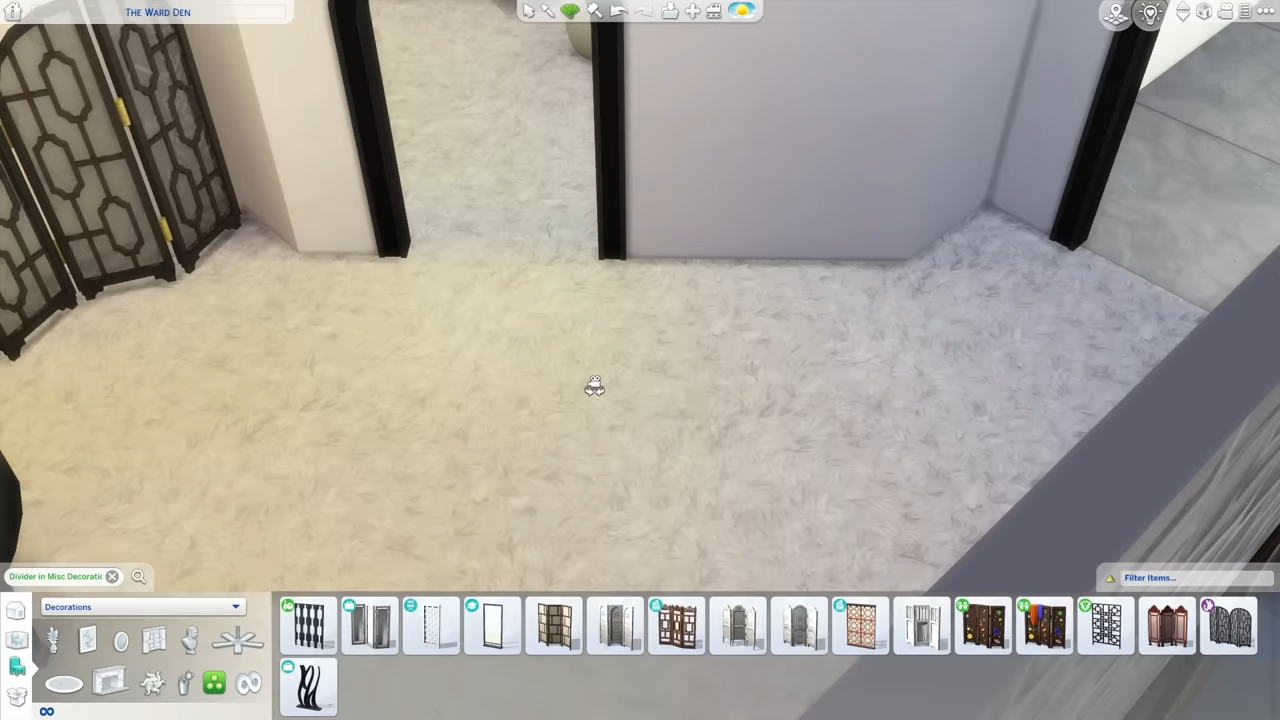 THE WARD DEN
Divider in Misc Decoratic
Filter Items...
Decorations